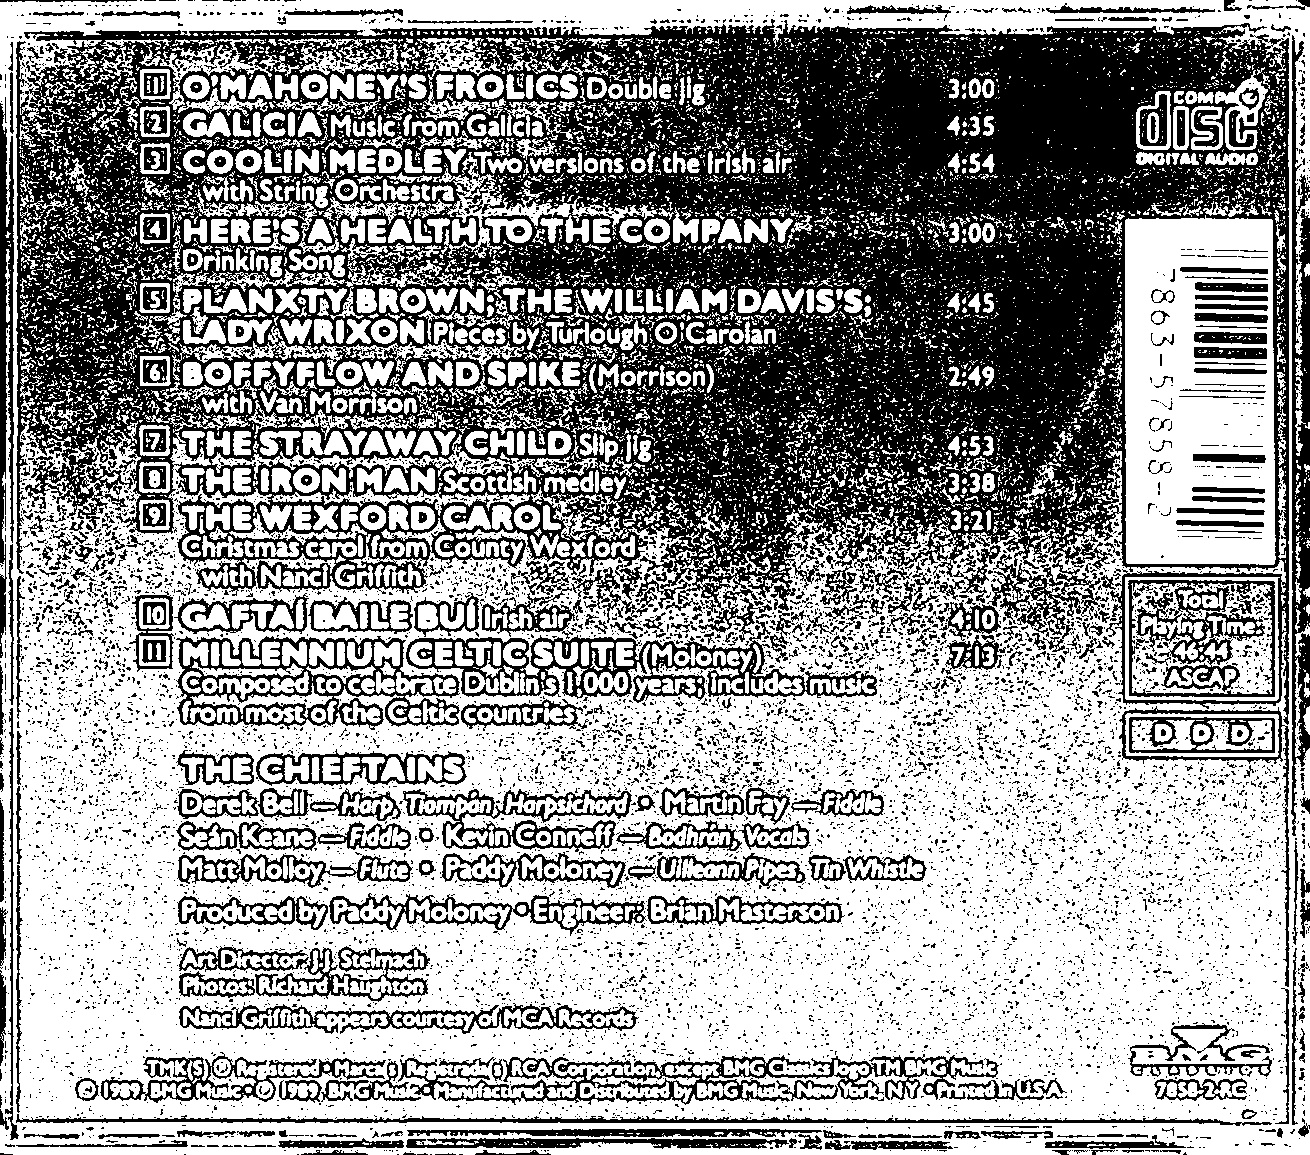 1 O'MAHONEY'S FROLICS Double Jig 3:00
2 GALICIA Music from Galicia 4:35
3 COOLIN MEDLEY Two versions of the Irish air 4:54
with String Orchestra
4 HERE'S A HEALTH TO THE COMPANY 3:00
Drinking Song
5 PLANXTY BROWN; THE WILLIAM DAVIS'S; 4:45
LADY WRIXON Pieces by Turlough O'Carolan
6 BOFFYFLOW AND SPIKE (Morrison) 2:49
with Van Morrison
7 THE STRAYAWAY CHILD Slip Jig 4:53
8 THE IRON MAN Scottish medley 3:38
9 THE WEXFORD CAROL 3:21
Christmas carol from County Wexford
with Nanci Griffith
10 GAFTAÍ BAILE BUÍ Irish air 4:10
11 MILLENNIUM CELTIC SUITE (Moloney) 7:13
Composed to celebrate Dublin's 1,000 years; includes music
from most of the Celtic countries
THE CHIEFTAINS
Derek Bell — Harp, Tiompán, Harpsichord • Martin Fay — Fiddle
Seán Keane — Fiddle • Kevin Conneff — Bodhrán, Vocals
Matt Molloy — Flute • Paddy Moloney — Uilleann Pipes, Tin Whistle
Produced by Paddy Moloney • Engineer: Brian Masterson
Art Director: J.J. Stelmach
Photos: Richard Haughton
Nanci Griffith appears courtesy of MCA Records
TMK(S) ® Registered • Marca(s) Registrada(s) RCA Corporation, except BMG Classics logo TM BMG Music
© 1989, BMG Music • ℗ 1989, BMG Music • Manufactured and Distributed by BMG Music, New York, N.Y. • Printed in U.S.A.
COMPACT
disc
DIGITAL AUDIO
7863-57858-2
Total
Playing Time:
46:44
ASCAP
D D D
BMG
CLASSICS
7858-2-RC